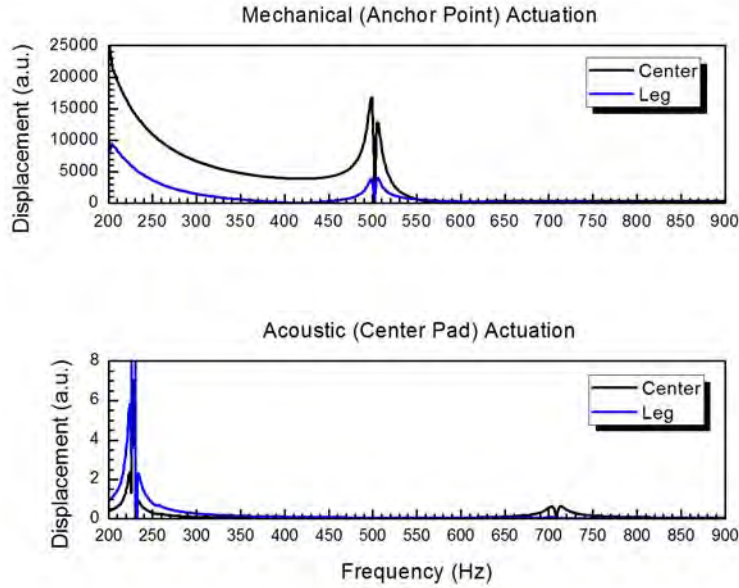 Mechanical (Anchor Point) Actuation
Displacement (a.u.)
25000
20000
15000
10000
5000
0
Center
Leg
200 250 300 350 400 450 500 550 600 650 700 750 800 850 900
Acoustic (Center Pad) Actuation
Displacement (a.u.)
8
6
4
2
0
Center
Leg
200 250 300 350 400 450 500 550 600 650 700 750 800 850 900
Frequency (Hz)